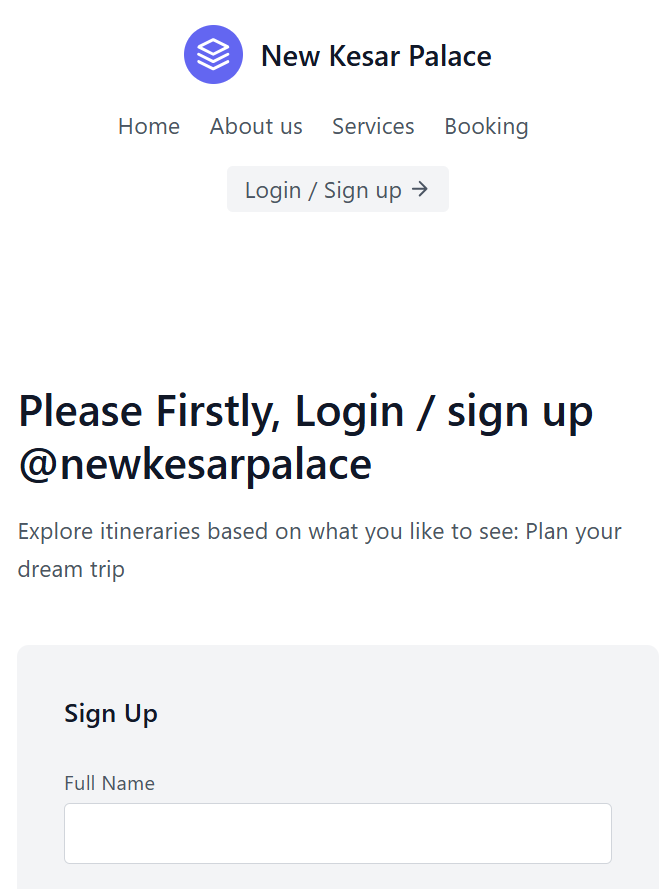 New Kesar Palace
Home About us Services Booking
Login / Sign up →
Please Firstly, Login / sign up
@newkesarpalace
Explore itineraries based on what you like to see: Plan your
dream trip
Sign Up
Full Name